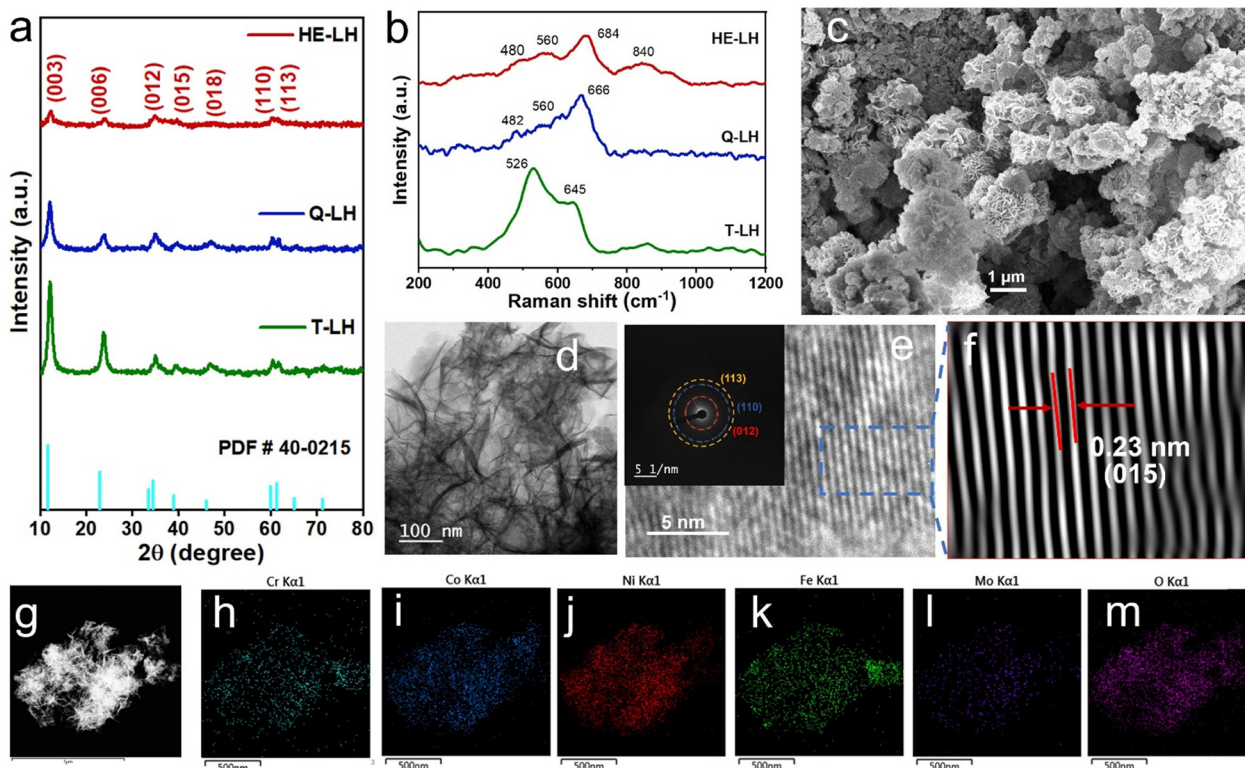 a
HE-LH
(003)
(006)
(012)
(015)
(018)
(110)
(113)
Q-LH
T-LH
PDF # 40-0215
Intensity (a.u.)
10 20 30 40 50 60 70 80
2θ (degree)
b
HE-LH
480
560
684
840
Q-LH
482
560
666
T-LH
526
645
Intensity (a.u.)
200 400 600 800 1000 1200
Raman shift (cm⁻¹)
c
1 μm
d
100 nm
e
(113)
(110)
(012)
5 1/nm
5 nm
f
0.23 nm
(015)
g
1μm
Cr Kα1
h
500nm
Co Kα1
i
500nm
Ni Kα1
j
500nm
Fe Kα1
k
500nm
Mo Kα1
l
500nm
O Kα1
m
500nm